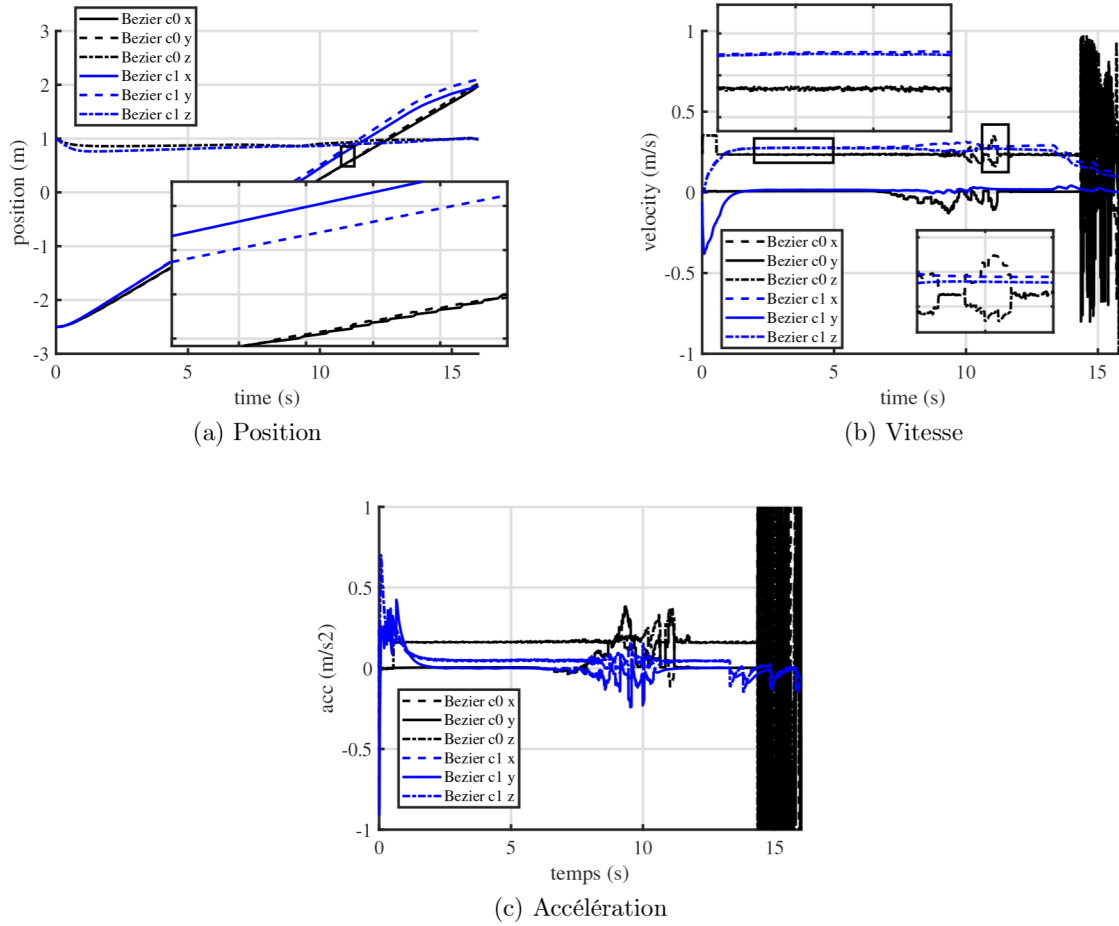 3
2
1
0
-1
-2
-3
position (m)
Bezier c0 x
Bezier c0 y
Bezier c0 z
Bezier c1 x
Bezier c1 y
Bezier c1 z
0
5
10
15
time (s)
(a) Position
1
0.5
0
-0.5
-1
velocity (m/s)
Bezier c0 x
Bezier c0 y
Bezier c0 z
Bezier c1 x
Bezier c1 y
Bezier c1 z
0
5
10
15
time (s)
(b) Vitesse
1
0.5
0
-0.5
-1
acc (m/s2)
Bezier c0 x
Bezier c0 y
Bezier c0 z
Bezier c1 x
Bezier c1 y
Bezier c1 z
0
5
10
15
temps (s)
(c) Accélération